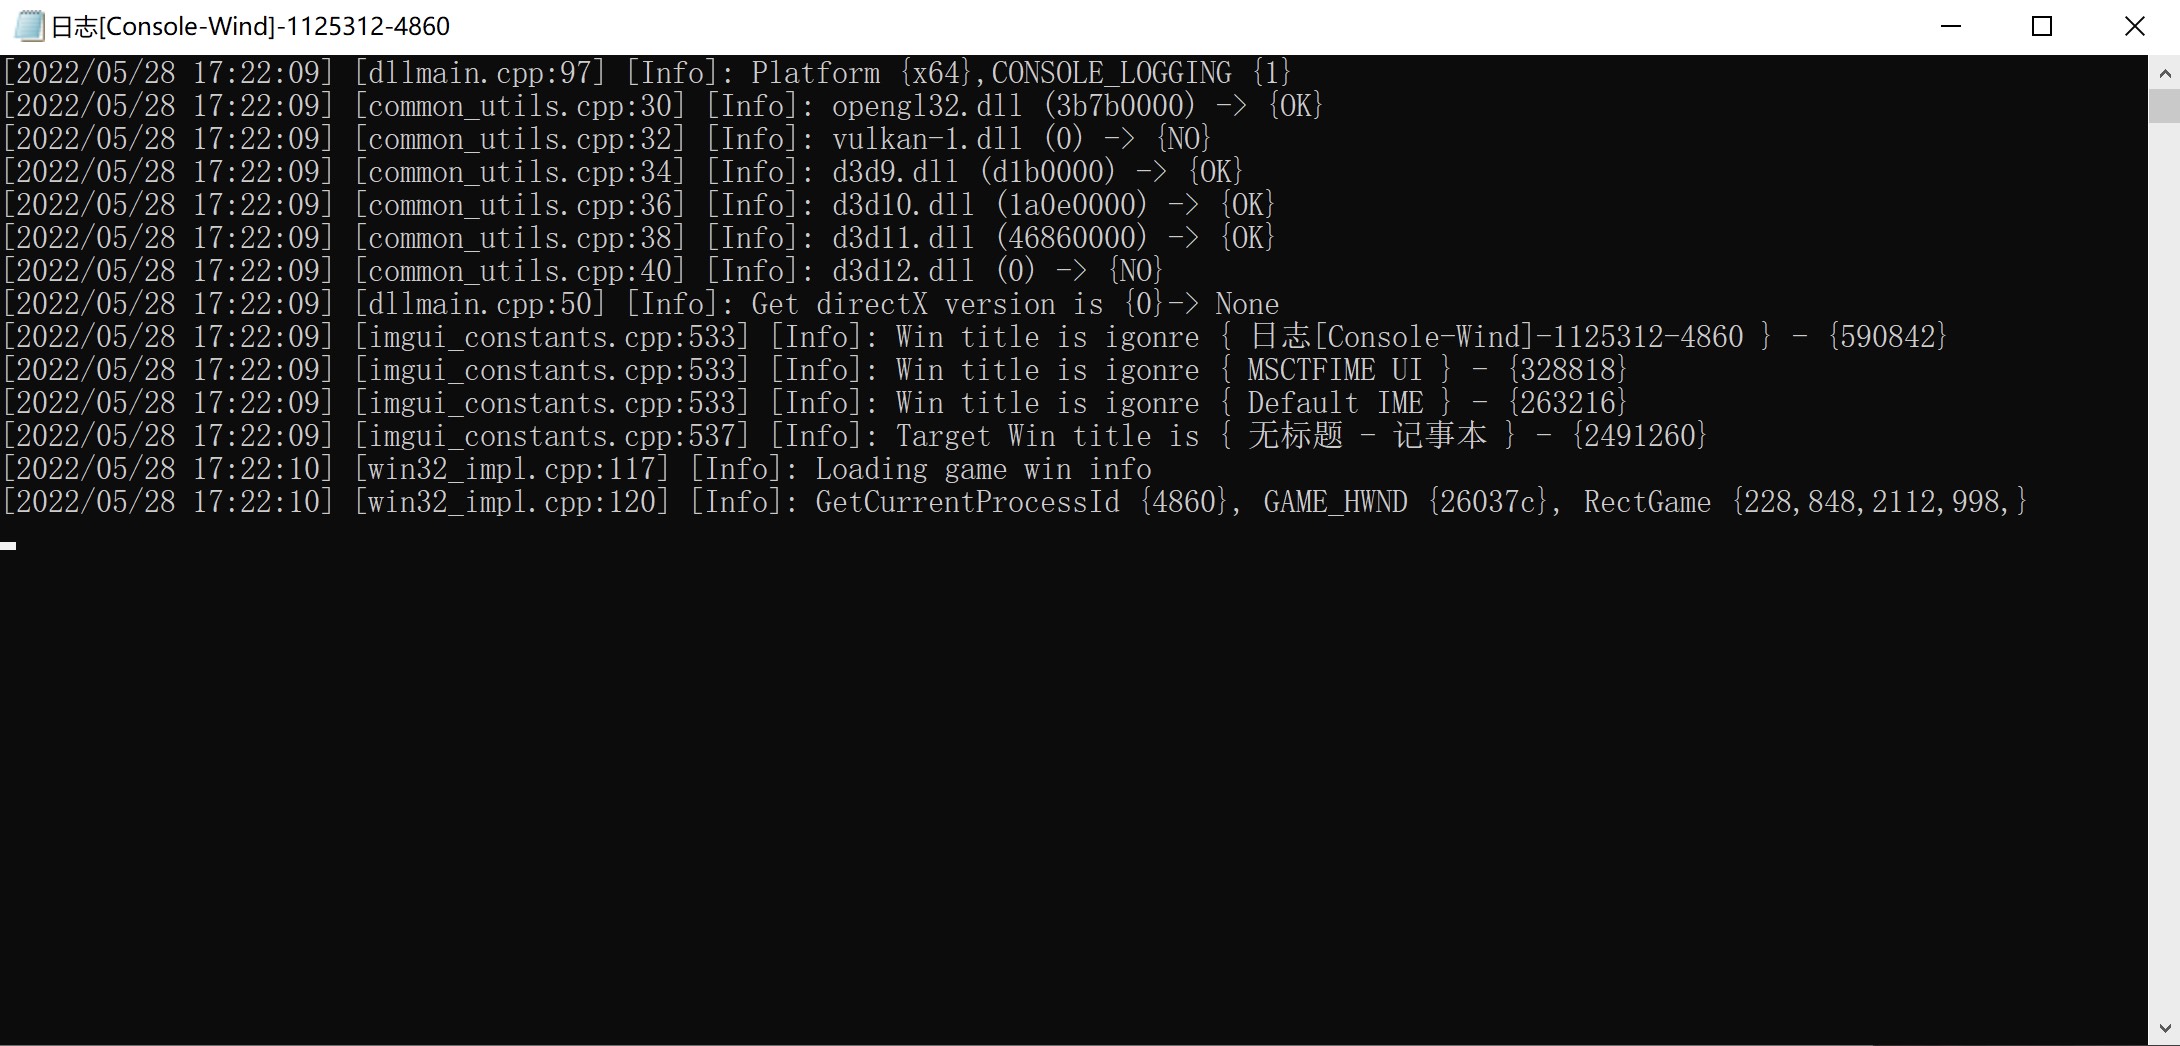 日志[Console-Wind]-1125312-4860
[2022/05/28 17:22:09] [dllmain.cpp:97] [Info]: Platform {x64},CONSOLE_LOGGING {1}
[2022/05/28 17:22:09] [common_utils.cpp:30] [Info]: opengl32.dll (3b7b0000) -> {OK}
[2022/05/28 17:22:09] [common_utils.cpp:32] [Info]: vulkan-1.dll (0) -> {NO}
[2022/05/28 17:22:09] [common_utils.cpp:34] [Info]: d3d9.dll (d1b0000) -> {OK}
[2022/05/28 17:22:09] [common_utils.cpp:36] [Info]: d3d10.dll (1a0e0000) -> {OK}
[2022/05/28 17:22:09] [common_utils.cpp:38] [Info]: d3d11.dll (46860000) -> {OK}
[2022/05/28 17:22:09] [common_utils.cpp:40] [Info]: d3d12.dll (0) -> {NO}
[2022/05/28 17:22:09] [dllmain.cpp:50] [Info]: Get directX version is {0}-> None
[2022/05/28 17:22:09] [imgui_constants.cpp:533] [Info]: Win title is igonre { 日志[Console-Wind]-1125312-4860 } - {590842}
[2022/05/28 17:22:09] [imgui_constants.cpp:533] [Info]: Win title is igonre { MSCTFIME UI } - {328818}
[2022/05/28 17:22:09] [imgui_constants.cpp:533] [Info]: Win title is igonre { Default IME } - {263216}
[2022/05/28 17:22:09] [imgui_constants.cpp:537] [Info]: Target Win title is { 无标题 - 记事本 } - {2491260}
[2022/05/28 17:22:10] [win32_impl.cpp:117] [Info]: Loading game win info
[2022/05/28 17:22:10] [win32_impl.cpp:120] [Info]: GetCurrentProcessId {4860}, GAME_HWND {26037c}, RectGame {228,848,2112,998,}